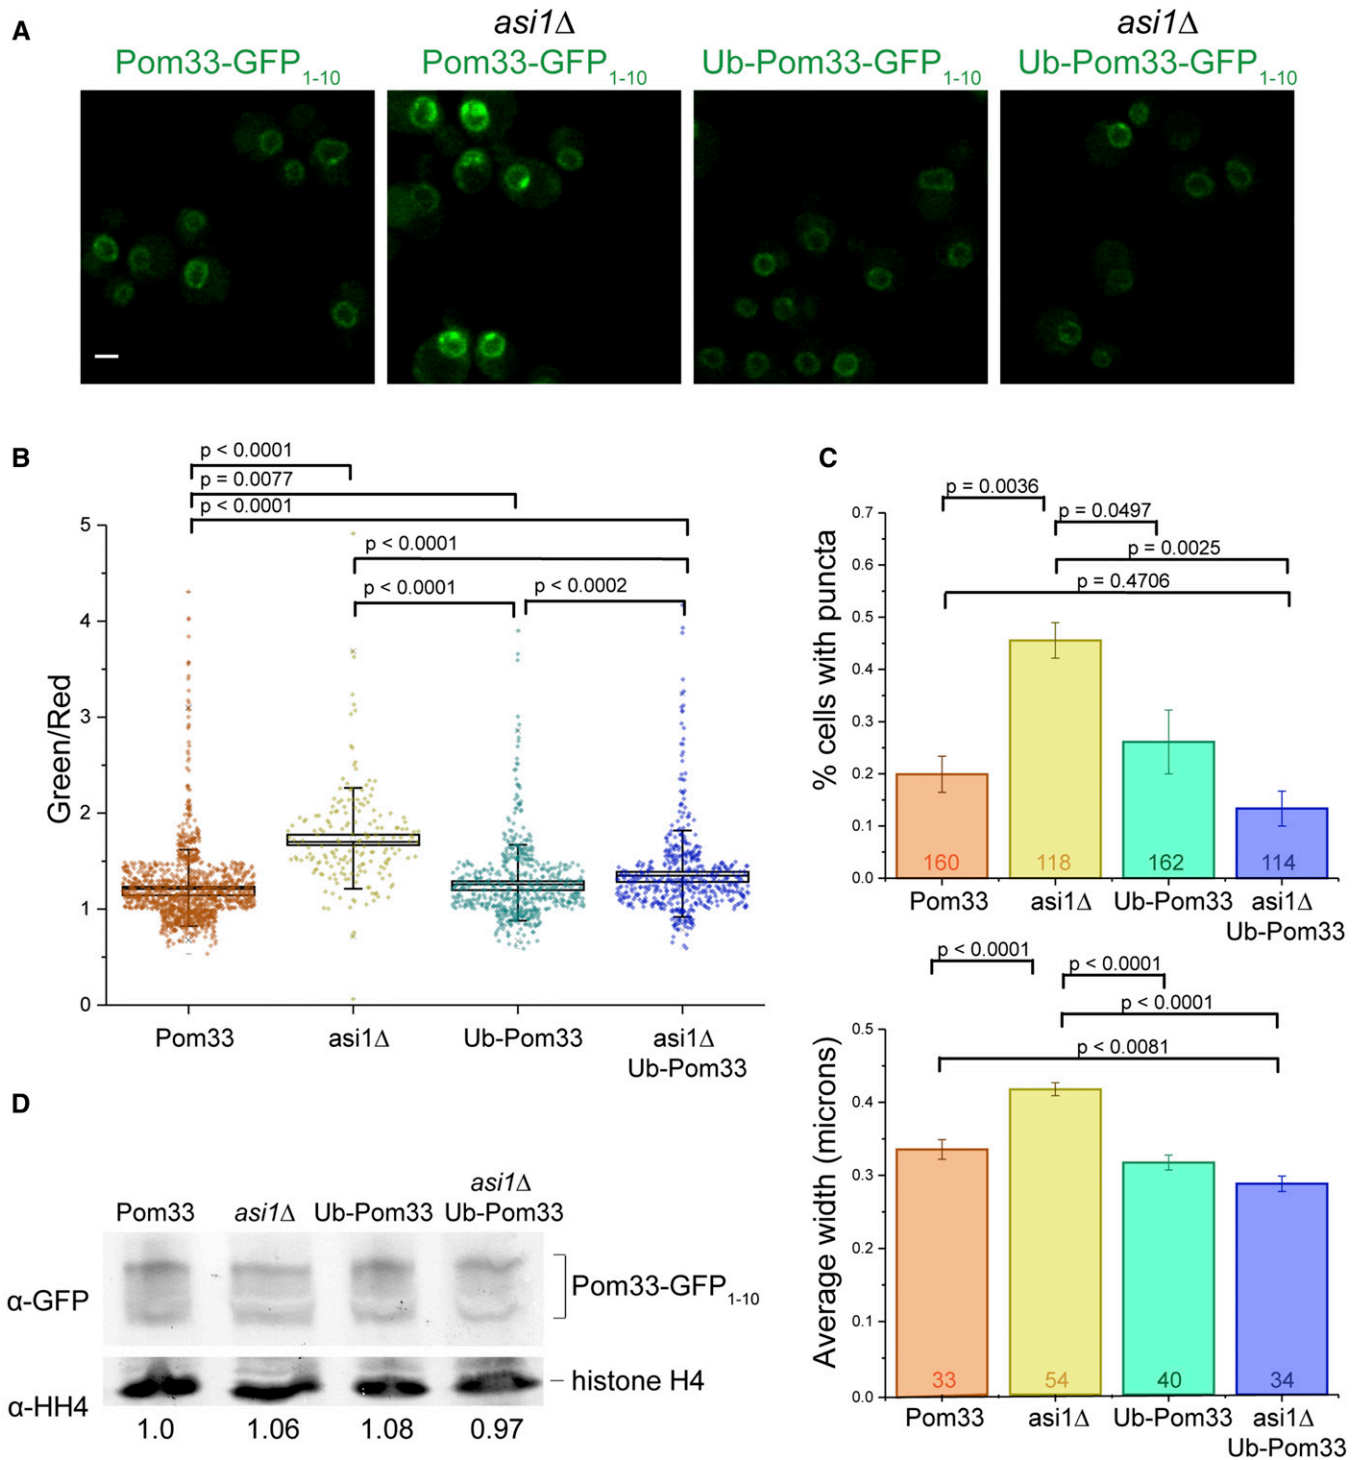 A
asi1Δ
asi1Δ
Pom33-GFP1-10
Pom33-GFP1-10
Ub-Pom33-GFP1-10
Ub-Pom33-GFP1-10
B
p < 0.0001
p = 0.0077
p < 0.0001
p < 0.0001
p < 0.0001
p < 0.0002
Green/Red
5
4
3
2
1
0
Pom33
asi1Δ
Ub-Pom33
asi1Δ
Ub-Pom33
C
p = 0.0036
p = 0.0497
p = 0.0025
p = 0.4706
% cells with puncta
0.7
0.6
0.5
0.4
0.3
0.2
0.1
0.0
160
118
162
114
Pom33
asi1Δ
Ub-Pom33
asi1Δ
Ub-Pom33
p < 0.0001
p < 0.0001
p < 0.0001
p < 0.0081
Average width (microns)
0.5
0.4
0.3
0.2
0.1
0.0
33
54
40
34
Pom33
asi1Δ
Ub-Pom33
asi1Δ
Ub-Pom33
D
Pom33
asi1Δ
Ub-Pom33
asi1Δ
Ub-Pom33
α-GFP
Pom33-GFP1-10
histone H4
α-HH4
1.0
1.06
1.08
0.97